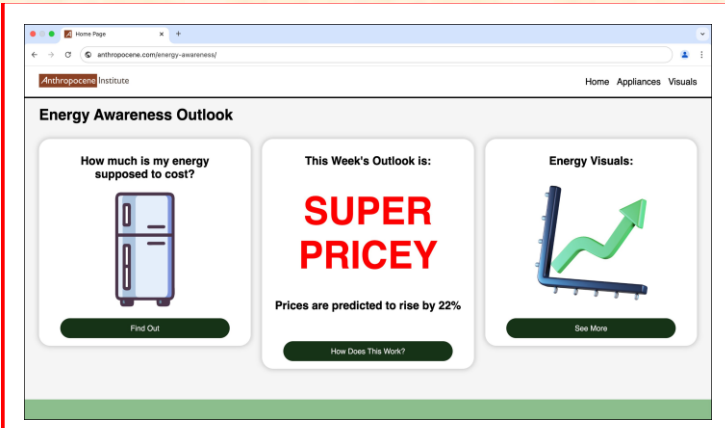 Home Page
anthropocene.com/energy-awareness/
Anthropocene Institute
Home Appliances Visuals
Energy Awareness Outlook
How much is my energy
supposed to cost?
Find Out
This Week's Outlook is:
SUPER
PRICEY
Prices are predicted to rise by 22%
How Does This Work?
Energy Visuals:
See More